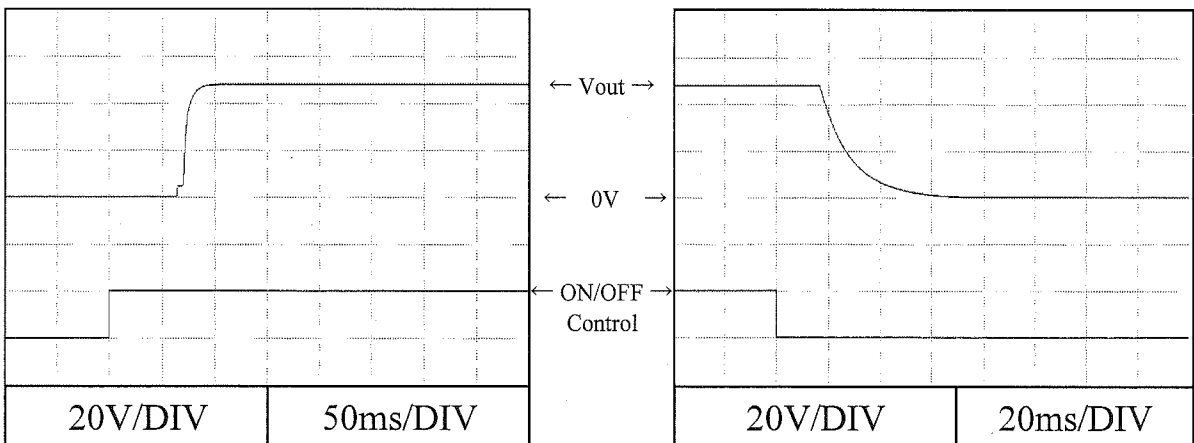 ← Vout →
← 0V →
← ON/OFF →
Control
20V/DIV 50ms/DIV 20V/DIV 20ms/DIV